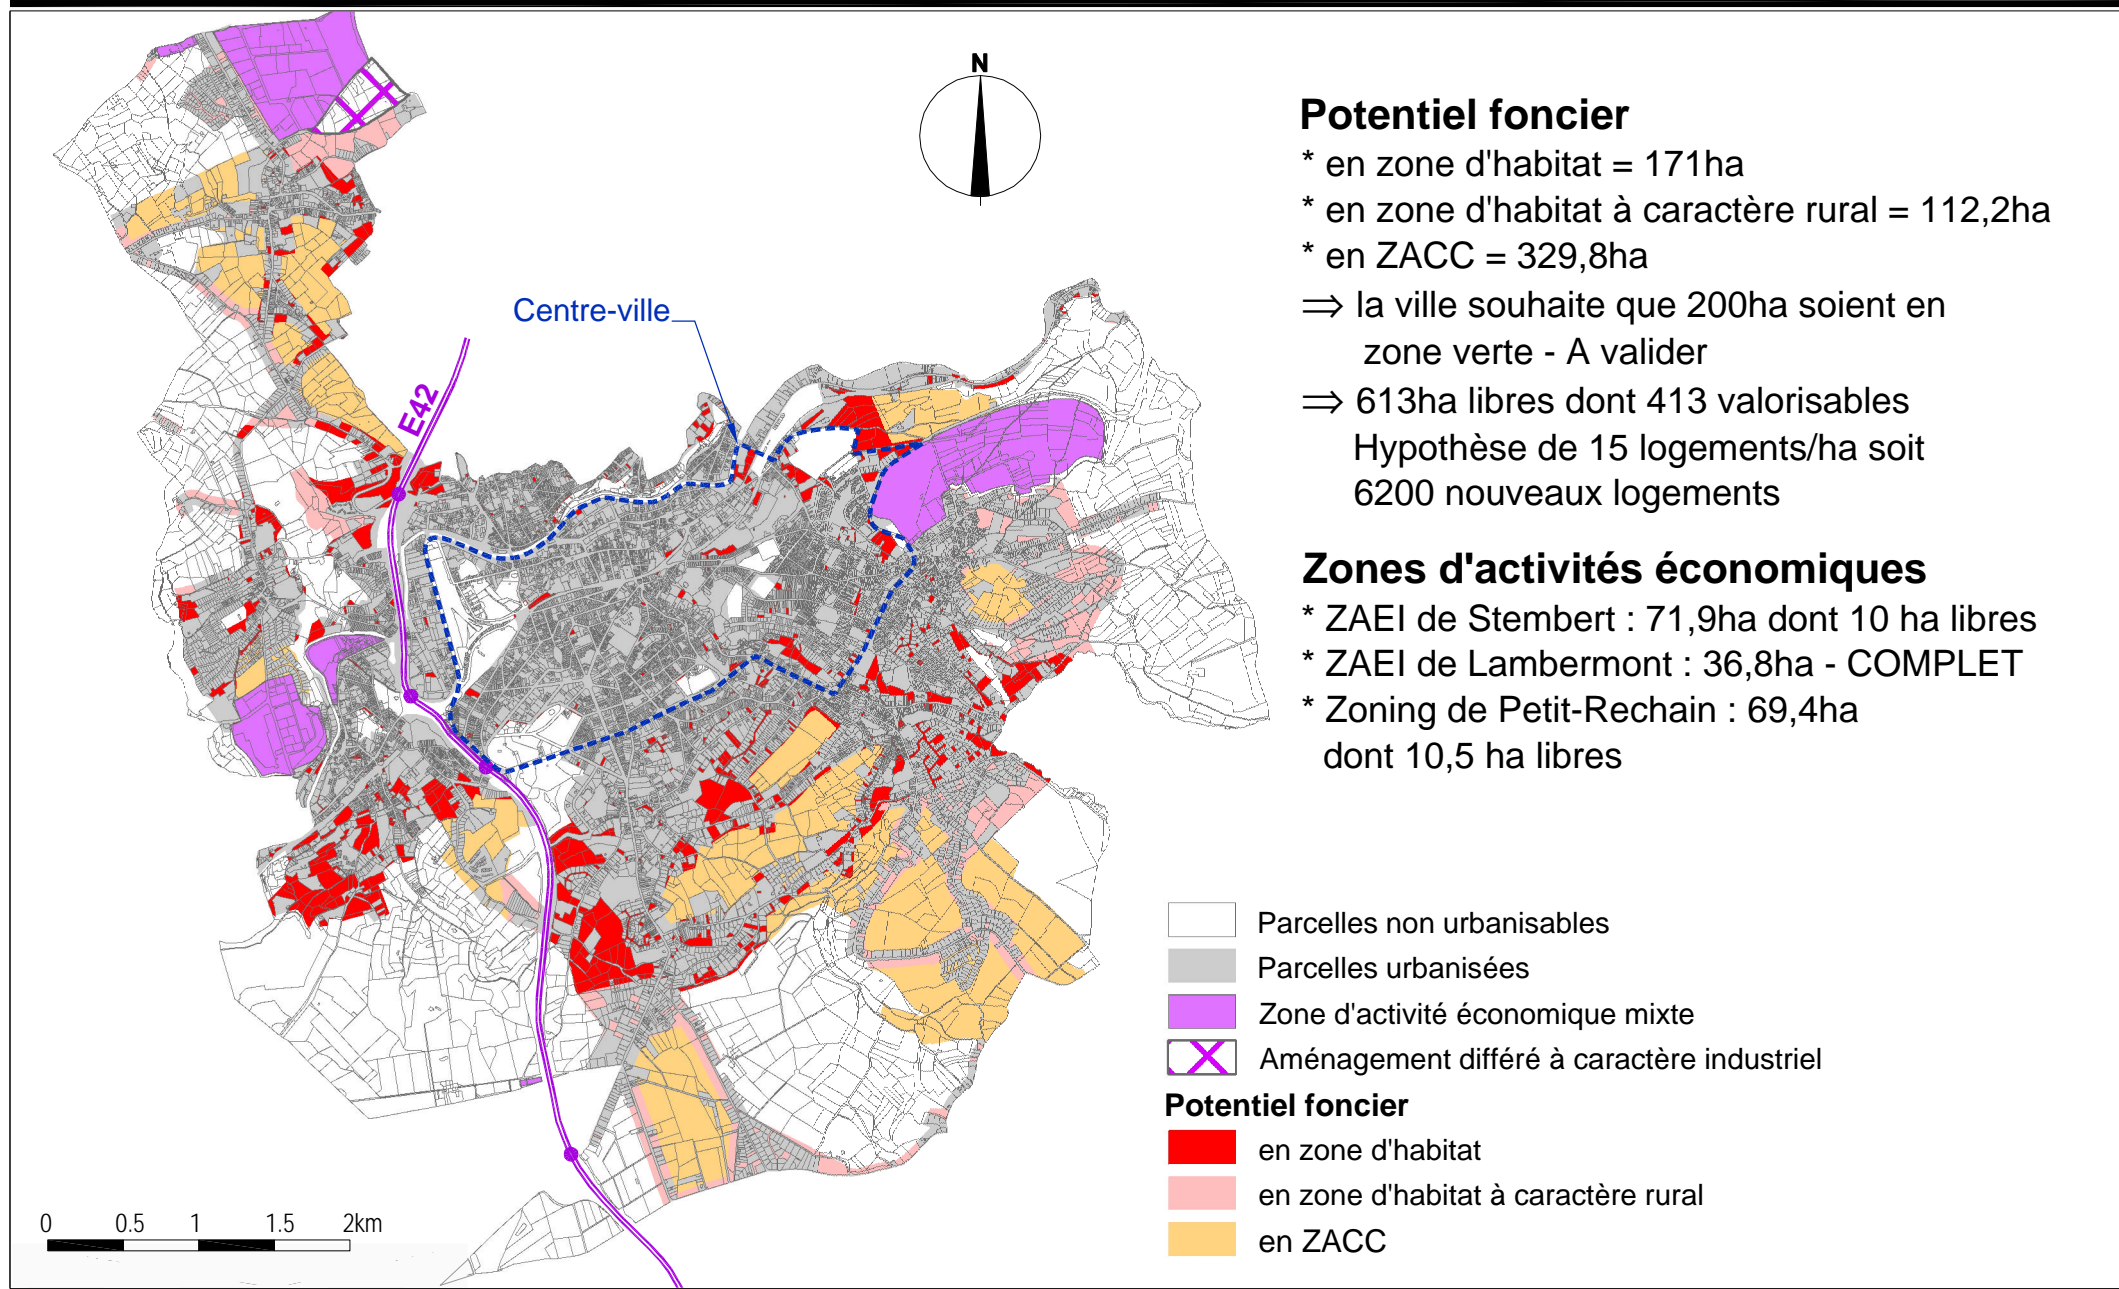 N
Centre-ville
E42
Potentiel foncier
* en zone d'habitat = 171ha
* en zone d'habitat à caractère rural = 112,2ha
* en ZACC = 329,8ha
⇒ la ville souhaite que 200ha soient en
zone verte - A valider
⇒ 613ha libres dont 413 valorisables
Hypothèse de 15 logements/ha soit
6200 nouveaux logements
Zones d'activités économiques
* ZAEI de Stembert : 71,9ha dont 10 ha libres
* ZAEI de Lambermont : 36,8ha - COMPLET
* Zoning de Petit-Rechain : 69,4ha
dont 10,5 ha libres
Parcelles non urbanisables
Parcelles urbanisées
Zone d'activité économique mixte
Aménagement différé à caractère industriel
Potentiel foncier
en zone d'habitat
en zone d'habitat à caractère rural
en ZACC
0 0.5 1 1.5 2km